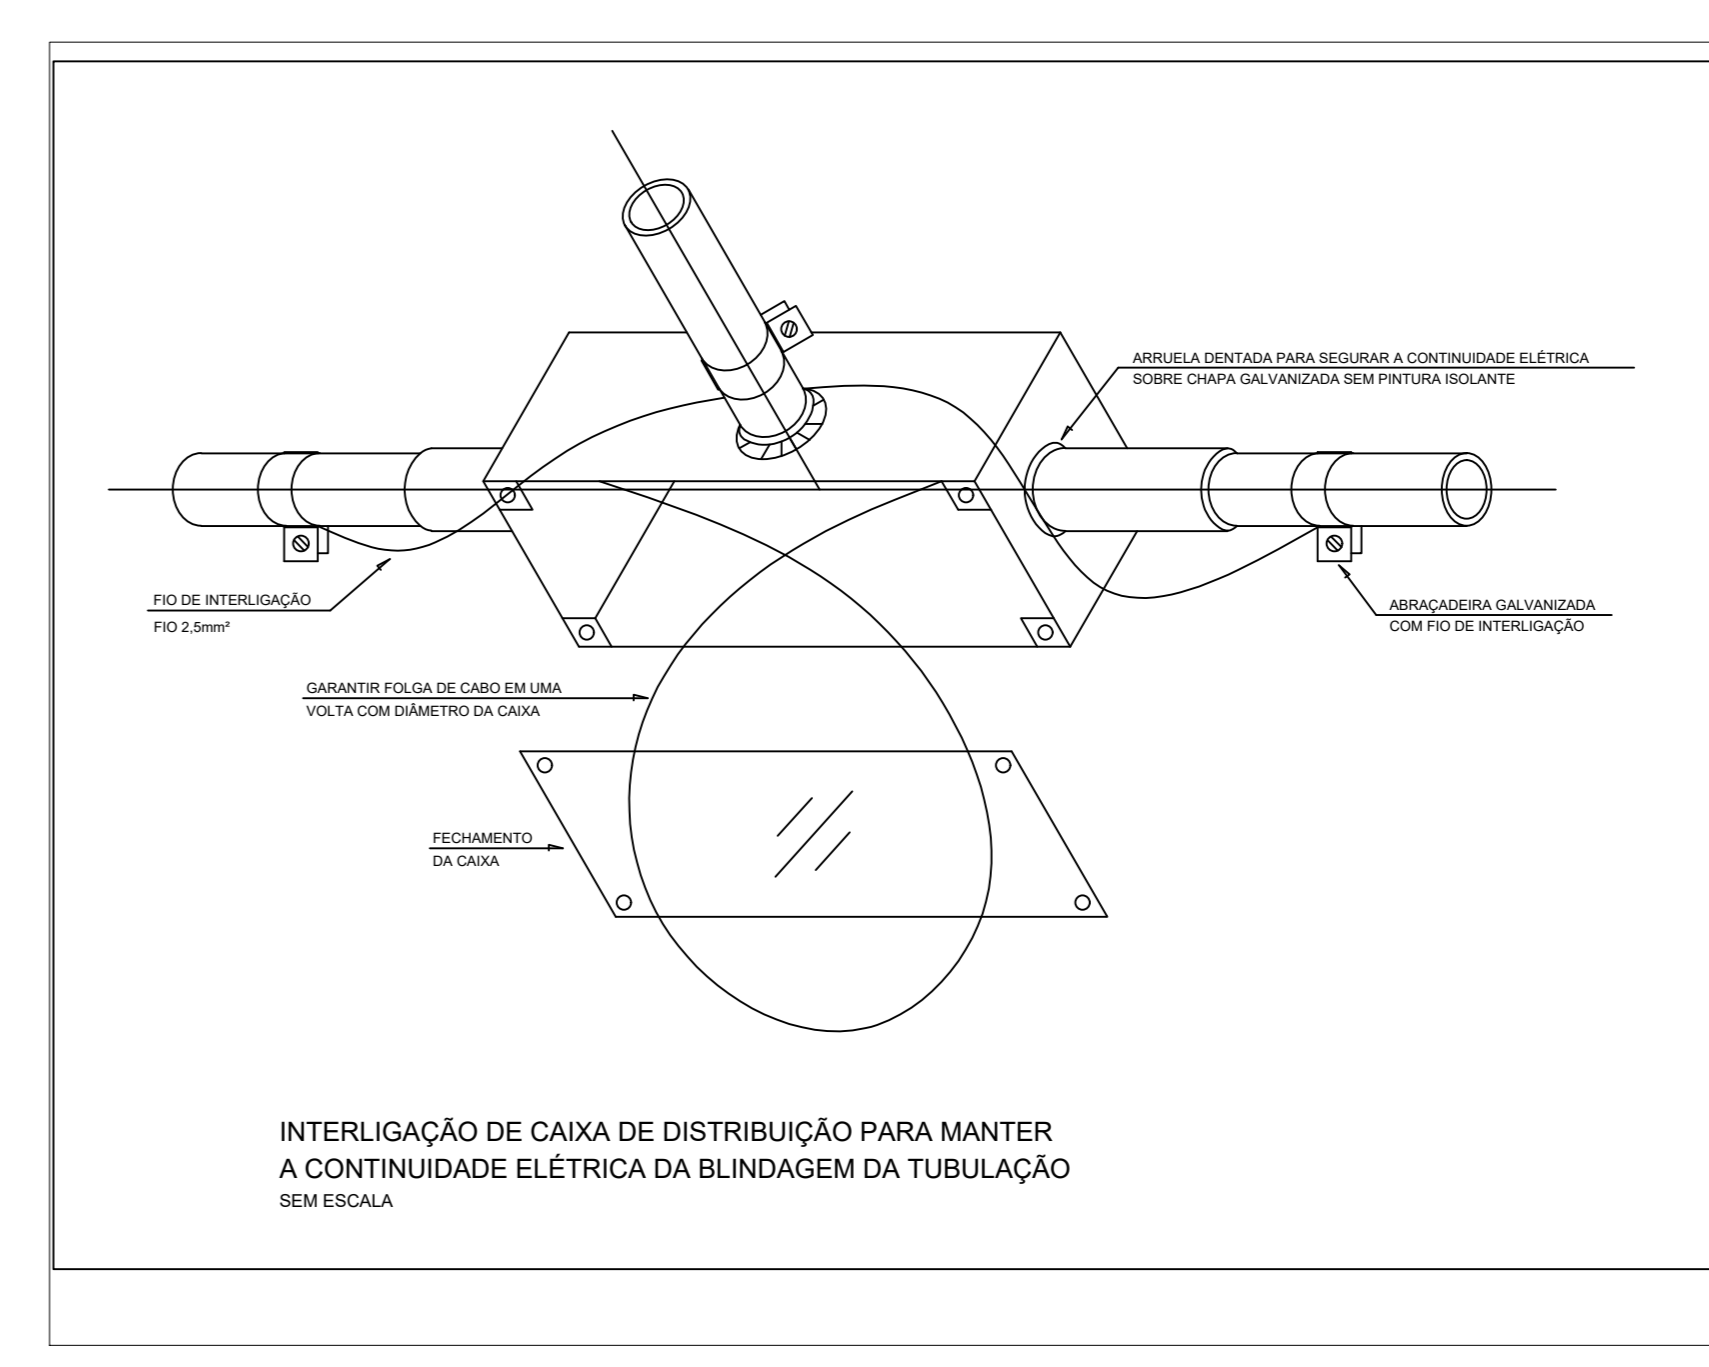 ARRUELA DENTADA PARA SEGURAR A CONTINUIDADE ELÉTRICA
SOBRE CHAPA GALVANIZADA SEM PINTURA ISOLANTE
FIO DE INTERLIGAÇÃO
FIO 2,5mm²
ABRAÇADEIRA GALVANIZADA
COM FIO DE INTERLIGAÇÃO
GARANTIR FOLGA DE CABO EM UMA
VOLTA COM DIÂMETRO DA CAIXA
FECHAMENTO
DA CAIXA
INTERLIGAÇÃO DE CAIXA DE DISTRIBUIÇÃO PARA MANTER
A CONTINUIDADE ELÉTRICA DA BLINDAGEM DA TUBULAÇÃO
SEM ESCALA